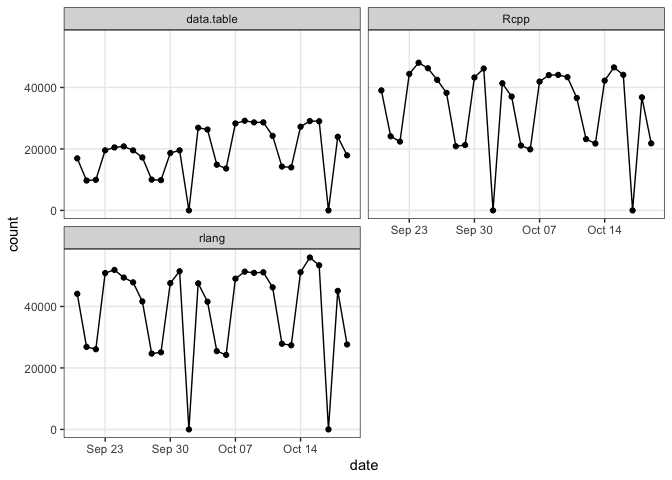 data.table
Rcpp
40000
20000
0
Sep 23
Sep 30
Oct 07
Oct 14
rlang
40000
20000
0
Sep 23
Sep 30
Oct 07
Oct 14
count
date